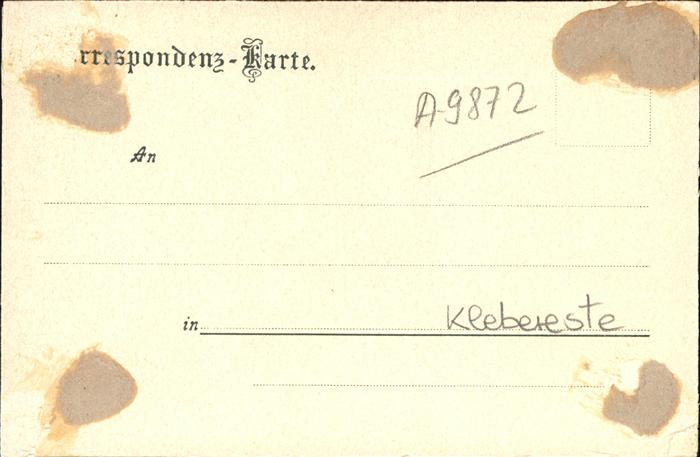 rrespondenz-Karte.
A9872
An
in Klebereste